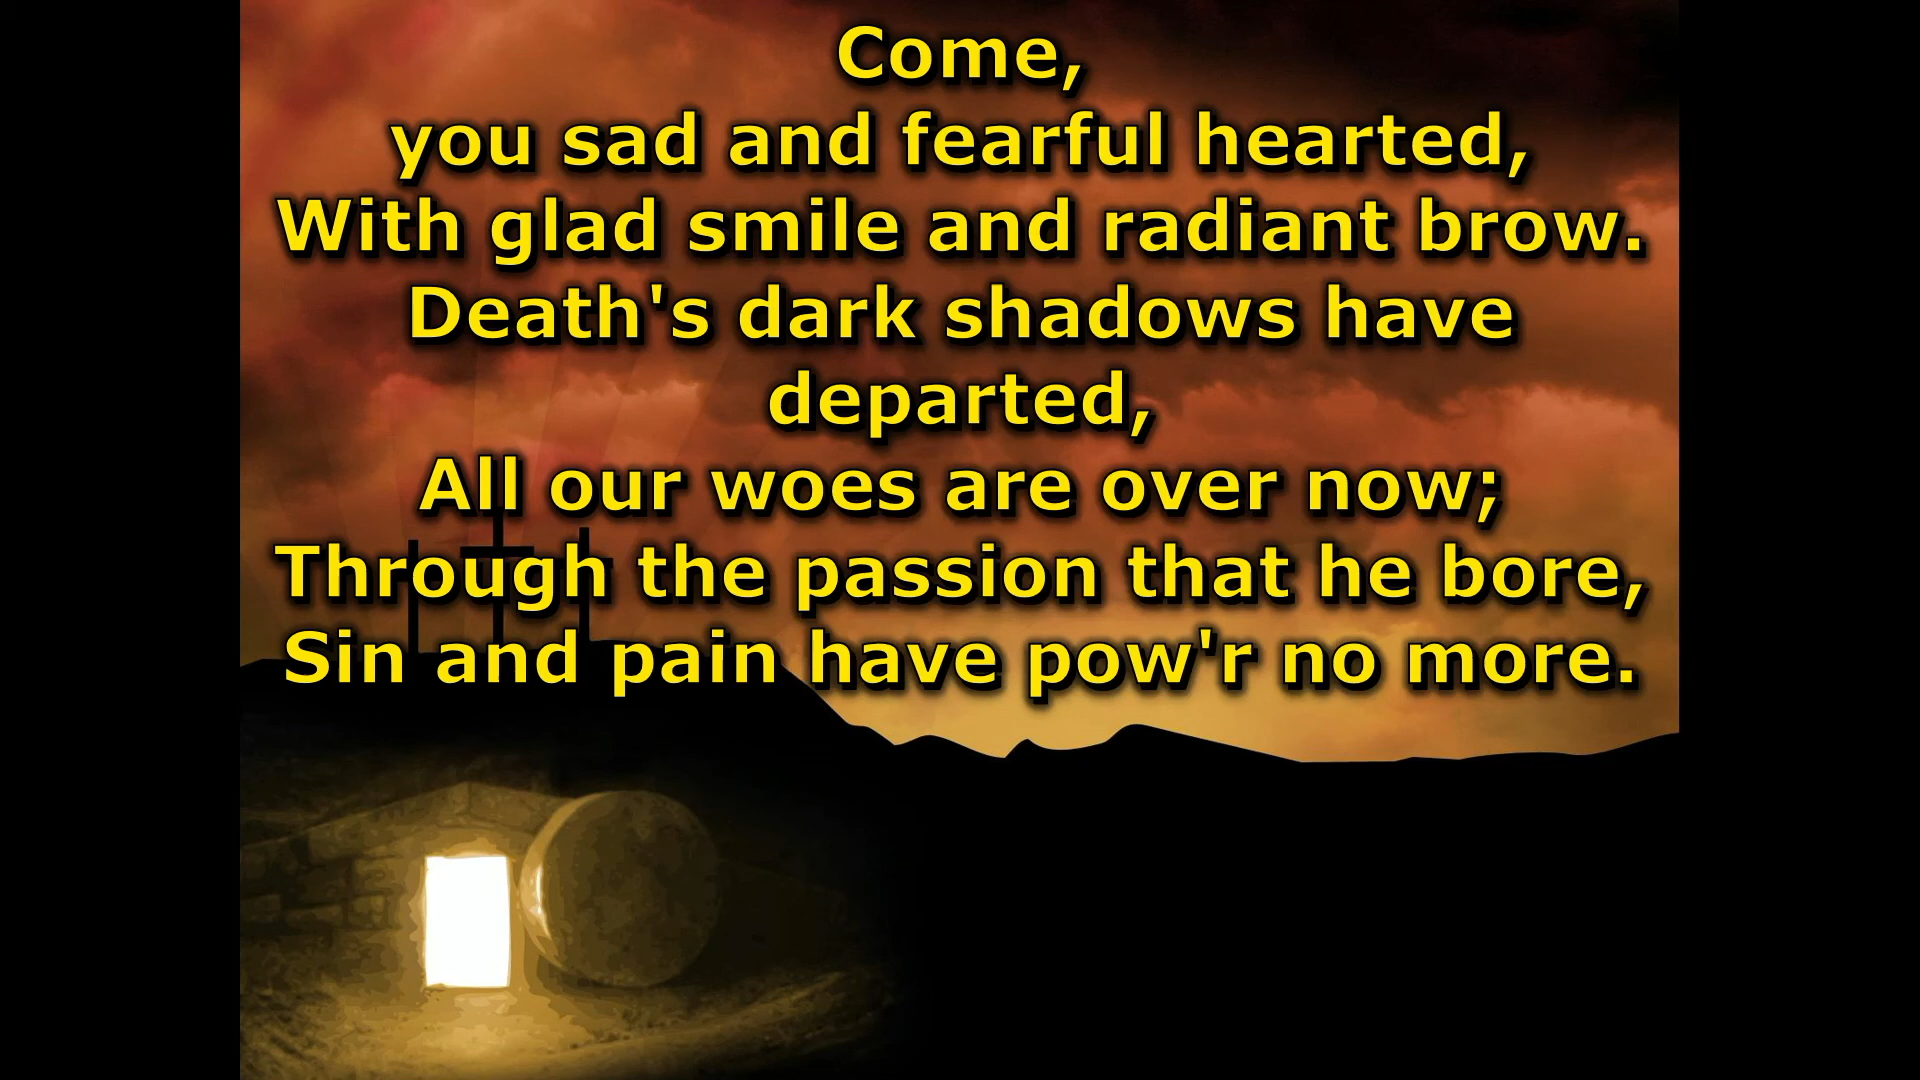 Come,
you sad and fearful hearted,
With glad smile and radiant brow.
Death's dark shadows have
departed,
All our woes are over now;
Through the passion that he bore,
Sin and pain have pow'r no more.